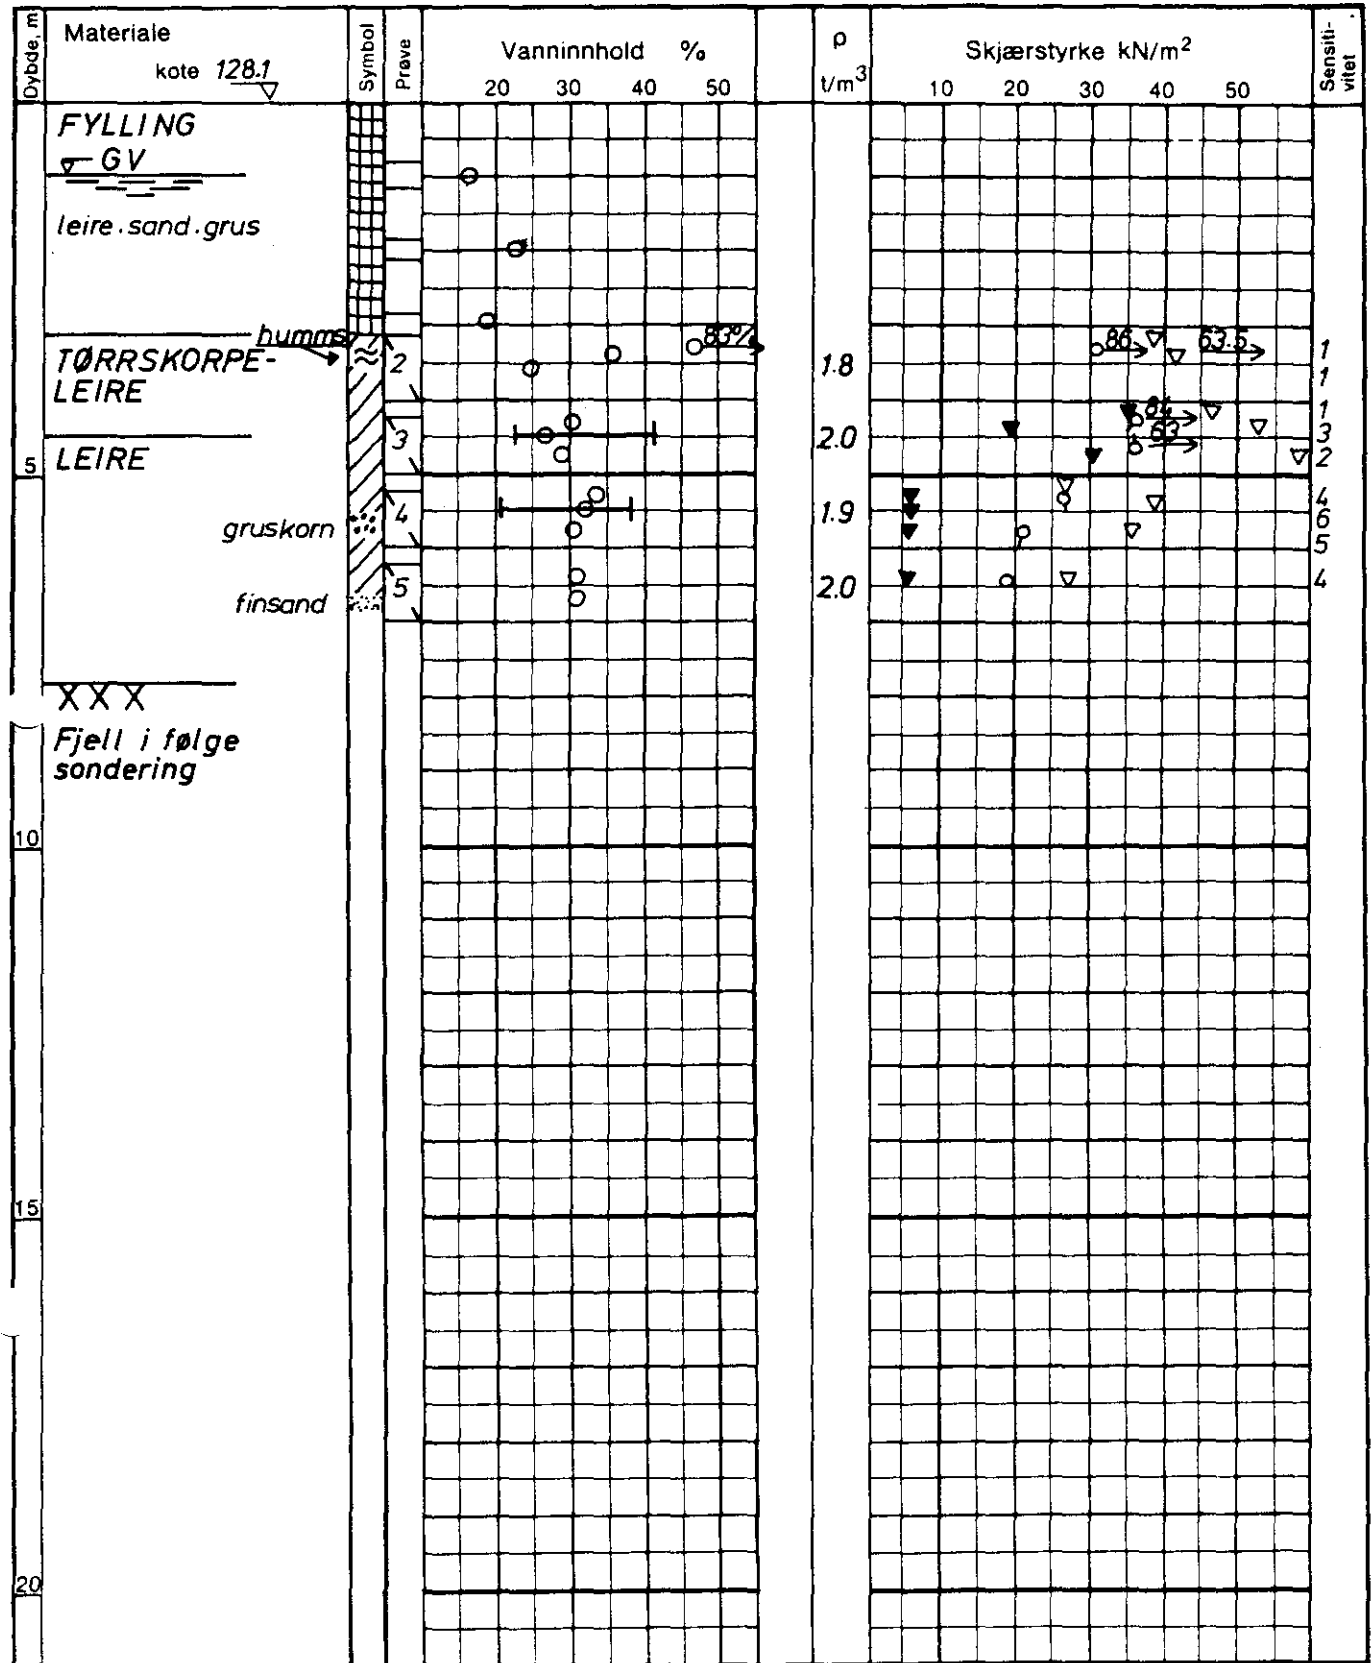 Dybde, m
Materiale
kote 128.1
Symbol
Prøve
Vanninnhold %
20 30 40 50
ρ
t/m³
Skjærstyrke kN/m²
10 20 30 40 50
Sensiti-
vitet
FYLLING
GV
leire.sand.grus
humms
TØRRSKORPE-
LEIRE
2
83%
1.8
86 63.5
1
1
3
2.0
84
63
1
3
2
5
LEIRE
gruskorn
4
1.9
4
6
5
finsand
5
2.0
4
X X X
Fjell i følge
sondering
10
15
20